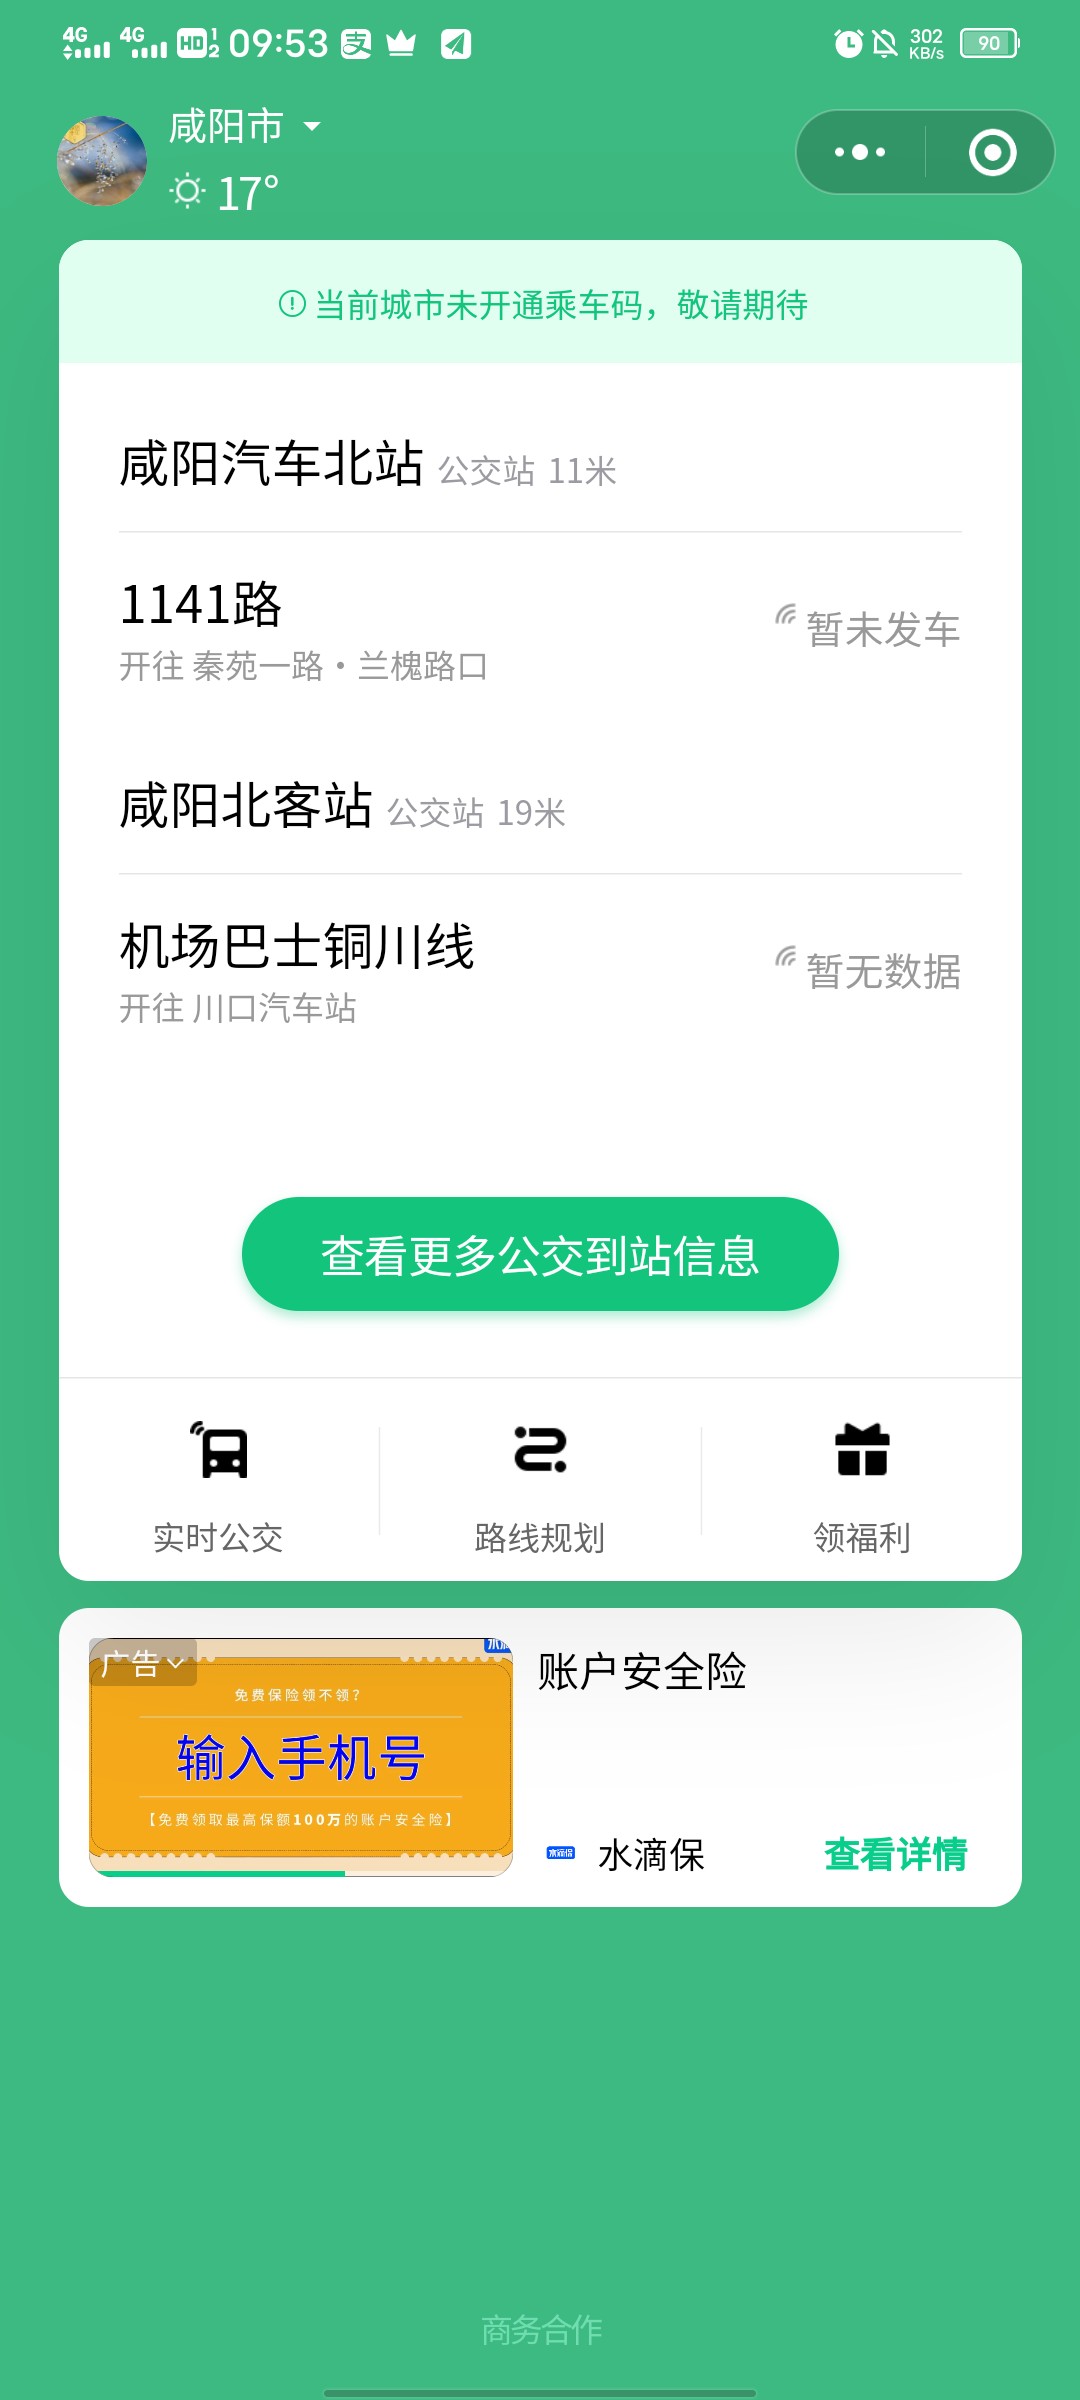 4G 4G HD 1 2 09:53 支 302 KB/s 90
咸阳市
17°
当前城市未开通乘车码，敬请期待
咸阳汽车北站 公交站 11米
1141路
开往 秦苑一路·兰槐路口
暂未发车
咸阳北客站 公交站 19米
机场巴士铜川线
开往 川口汽车站
暂无数据
查看更多公交到站信息
实时公交 路线规划 领福利
广告
免费保险领不领？
输入手机号
【免费领取最高保额100万的账户安全险】
账户安全险
水滴保 水滴保 查看详情
商务合作